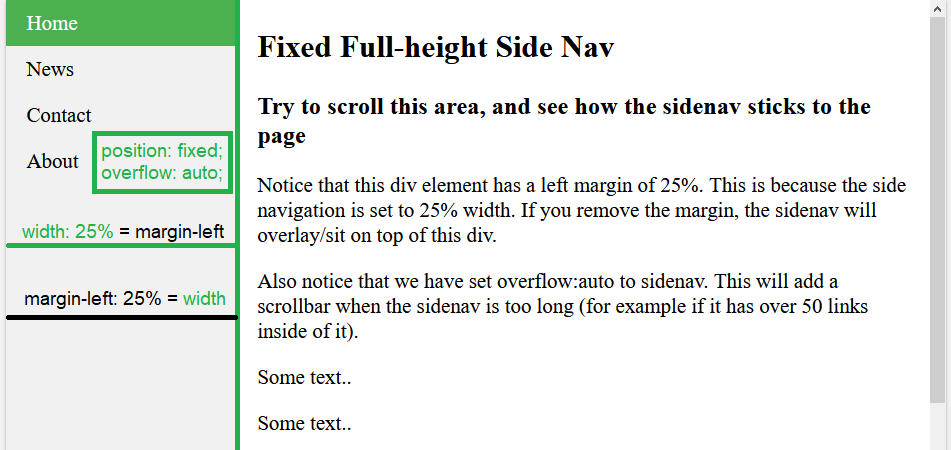 Home
News
Contact
About
position: fixed;
overflow: auto;
width: 25% = margin-left
margin-left: 25% = width
Fixed Full-height Side Nav
Try to scroll this area, and see how the sidenav sticks to the
page
Notice that this div element has a left margin of 25%. This is because the side
navigation is set to 25% width. If you remove the margin, the sidenav will
overlay/sit on top of this div.
Also notice that we have set overflow:auto to sidenav. This will add a
scrollbar when the sidenav is too long (for example if it has over 50 links
inside of it).
Some text..
Some text..